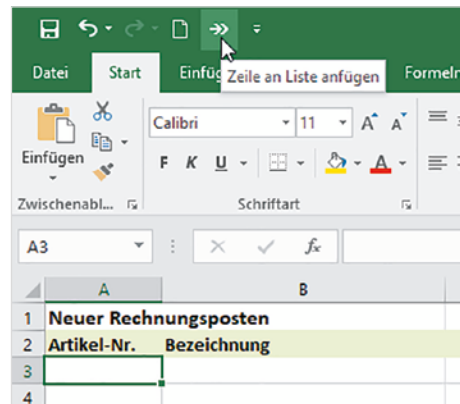 Datei Start Einfüg Formeln
Zeile an Liste anfügen
Einfügen
Calibri 11 A A
F K U A
Zwischenabl... Schriftart
A3 fx
A B
1 Neuer Rechnungsposten
2 Artikel-Nr. Bezeichnung
3
4